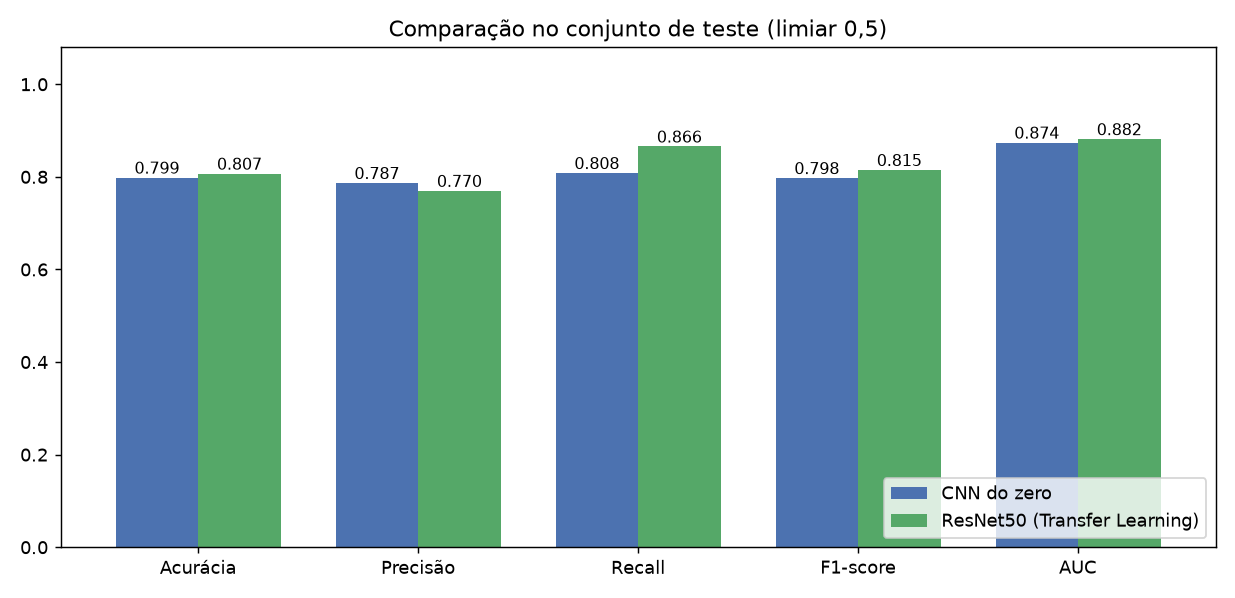 Comparação no conjunto de teste (limiar 0,5)
1.0
0.8
0.6
0.4
0.2
0.0
0.799
0.807
0.787
0.770
0.808
0.866
0.798
0.815
0.874
0.882
CNN do zero
ResNet50 (Transfer Learning)
Acurácia
Precisão
Recall
F1-score
AUC